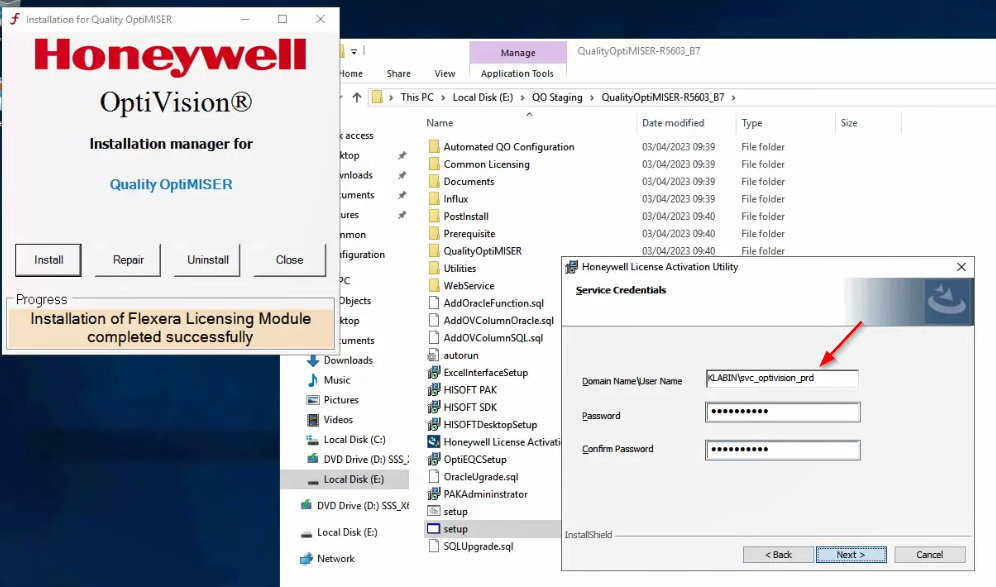 Installation for Quality OptiMISER
Honeywell
OptiVision®
Installation manager for
Quality OptiMISER
Install Repair Uninstall Close
Progress
Installation of Flexera Licensing Module
completed successfully
Manage QualityOptiMISER-R5603_B7
Home Share View Application Tools
This PC > Local Disk (E:) > QO Staging > QualityOptiMISER-R5603_B7 >
Name Date modified Type Size
Automated QO Configuration 03/04/2023 09:39 File folder
Common Licensing 03/04/2023 09:39 File folder
Documents 03/04/2023 09:39 File folder
Influx 03/04/2023 09:39 File folder
PostInstall 03/04/2023 09:40 File folder
Prerequisite 03/04/2023 09:40 File folder
QualityOptiMISER 03/04/2023 09:40 File folder
Utilities
WebService
AddOracleFunction.sql
AddOVColumnOracle.sql
AddOVColumnSQL.sql
autorun
ExcelInterfaceSetup
HISOFT PAK
HISOFT SDK
HISOFTDesktopSetup
Honeywell License Activati
OptiEQCSetup
OracleUgrade.sql
PAKAdmininstrator
setup
setup
SQLUpgrade.sql
k access
ktop
wnloads
cuments
ures
mmon
nfiguration
PC
Objects
ktop
cuments
Downloads
Music
Pictures
Videos
Local Disk (C:)
DVD Drive (D:) SSS_X
Local Disk (E:)
DVD Drive (D:) SSS_X6
Local Disk (E:)
Network
Honeywell License Activation Utility
Service Credentials
Domain Name\User Name KLABIN\svc_optivision_prd
Password ••••••••••
Confirm Password ••••••••••
InstallShield
< Back Next > Cancel